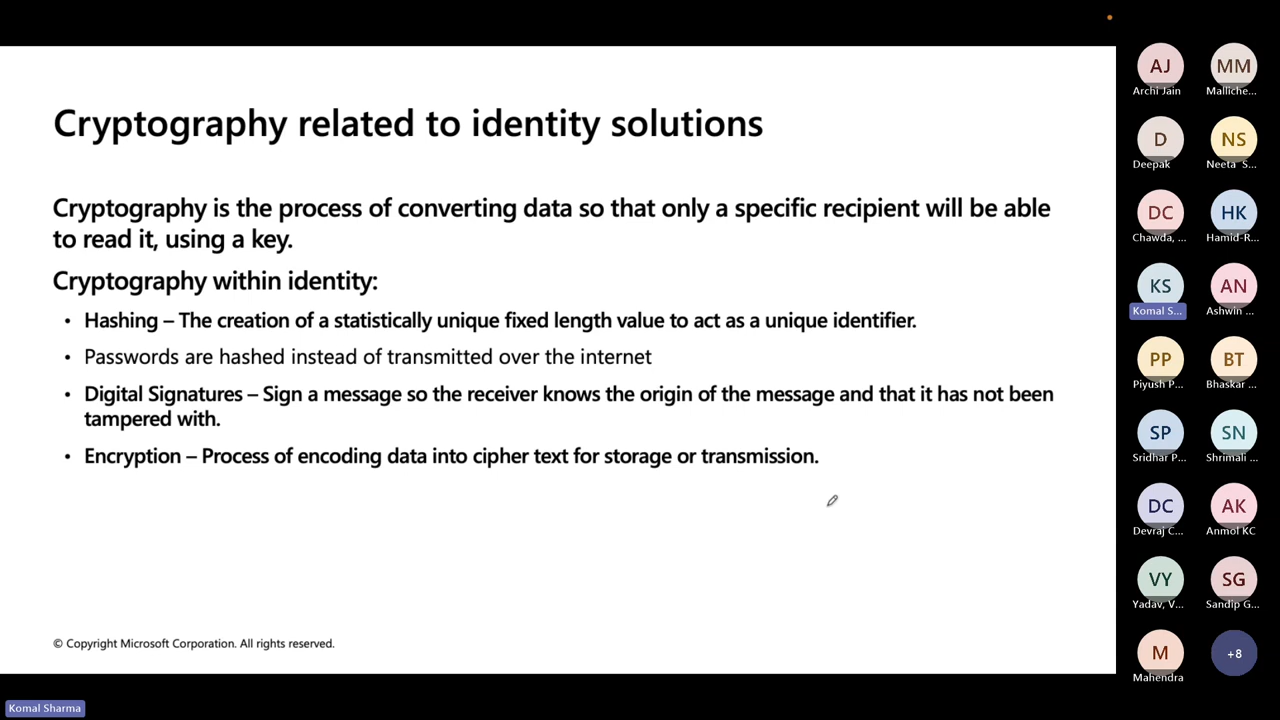 Cryptography related to identity solutions
Cryptography is the process of converting data so that only a specific recipient will be able
to read it, using a key.
Cryptography within identity:
• Hashing – The creation of a statistically unique fixed length value to act as a unique identifier.
• Passwords are hashed instead of transmitted over the internet
• Digital Signatures – Sign a message so the receiver knows the origin of the message and that it has not been
tampered with.
• Encryption – Process of encoding data into cipher text for storage or transmission.
© Copyright Microsoft Corporation. All rights reserved.
AJ MM
Archi Jain Malliche...
D NS
Deepak Neeta S...
DC HK
Chawda, ... Hamid-R...
KS AN
Komal S... Ashwin ...
PP BT
Piyush P... Bhaskar ...
SP SN
Sridhar P... Shrimali ...
DC AK
Devraj C... Anmol KC
VY SG
Yadav, V... Sandip G...
M +8
Mahendra
Komal Sharma